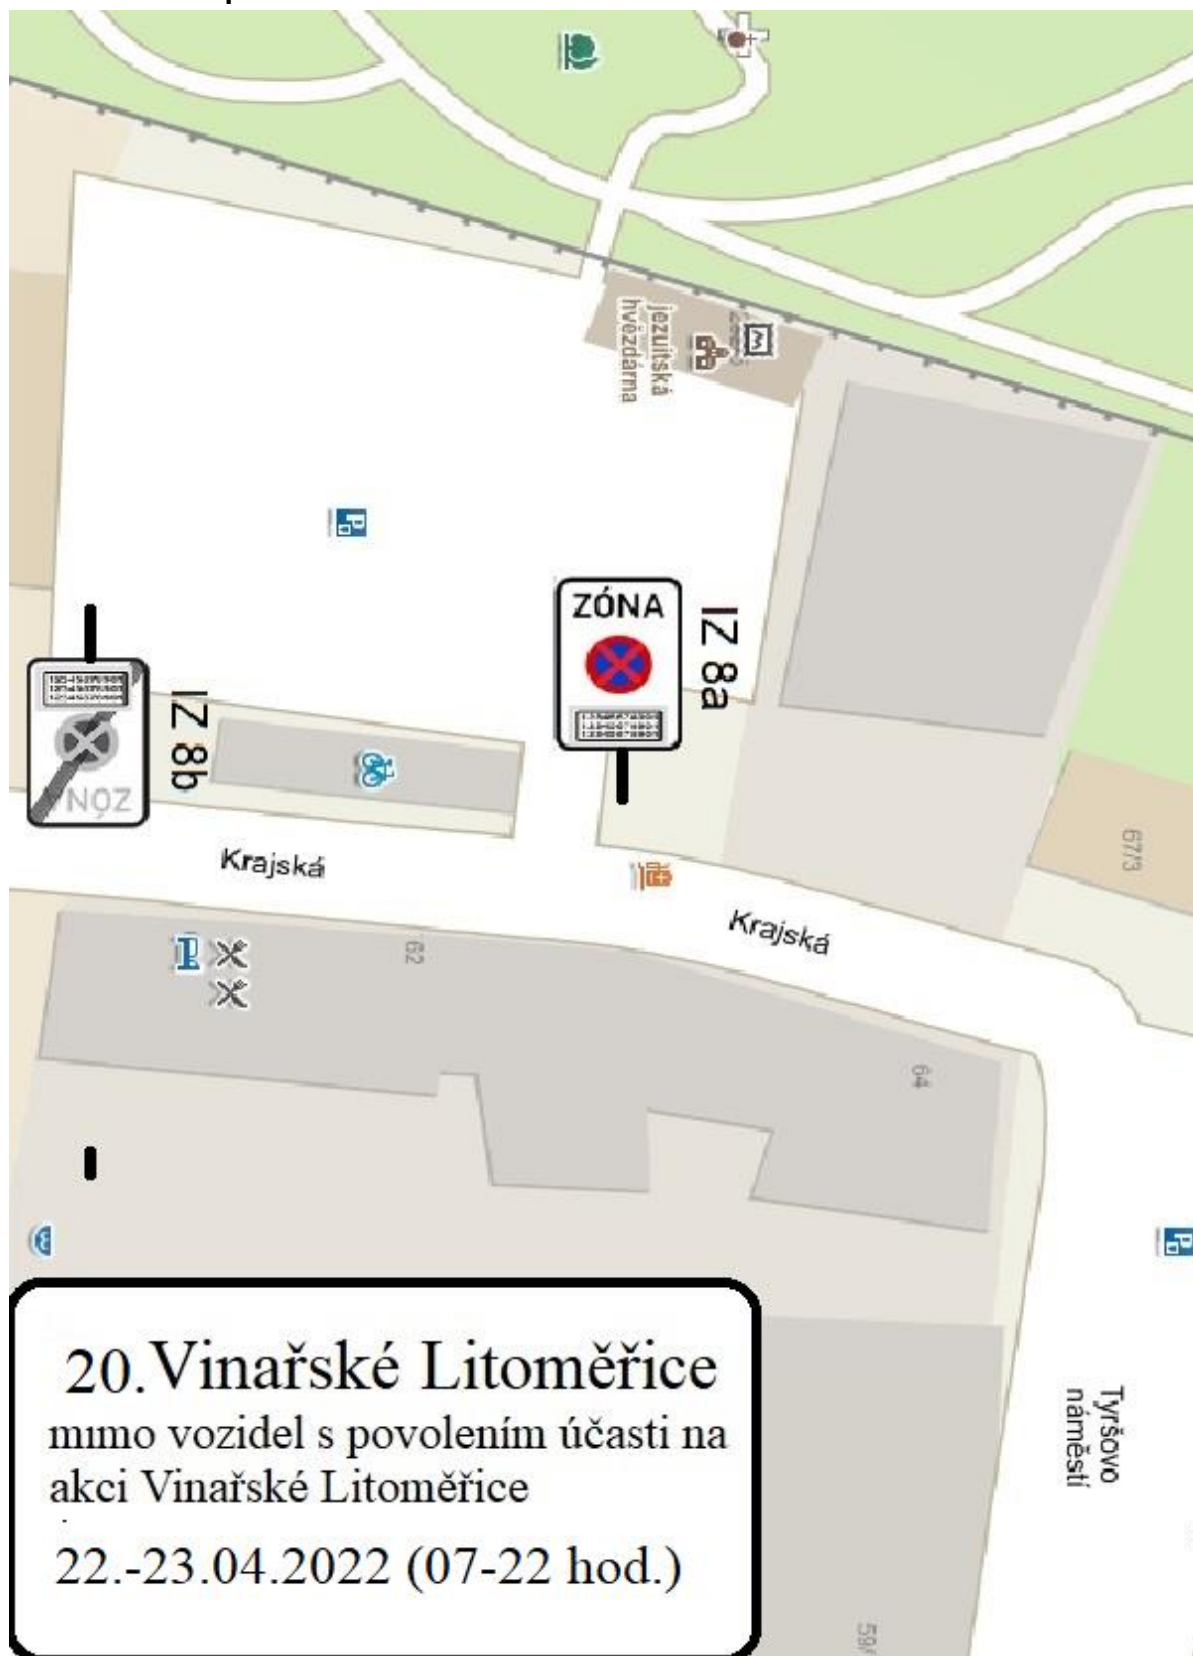 jezuitská
hvězdárna
ZÓNA
IZ 8a
IZ 8b
ZÓNA
67/3
Krajská
Krajská
62
64
Tyršovo
náměstí
59/
20. Vinařské Litoměřice
mimo vozidel s povolením účasti na
akci Vinařské Litoměřice
22.-23.04.2022 (07-22 hod.)